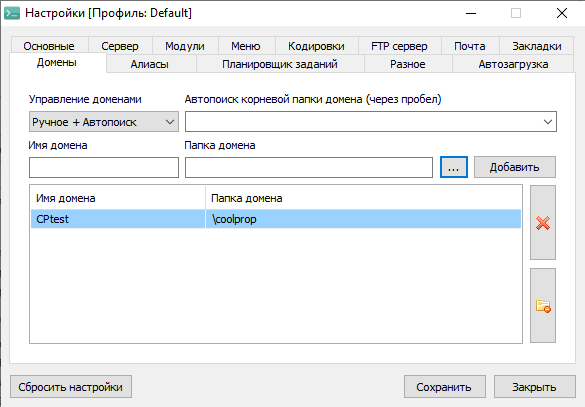 Настройки [Профиль: Default]
Основные Сервер Модули Меню Кодировки FTP сервер Почта Закладки
Домены Алиасы Планировщик заданий Разное Автозагрузка
Управление доменами Автопоиск корневой папки домена (через пробел)
Ручное + Автопоиск
Имя домена Папка домена
... Добавить
Имя домена Папка домена
CPtest \coolprop
Сбросить настройки Сохранить Закрыть